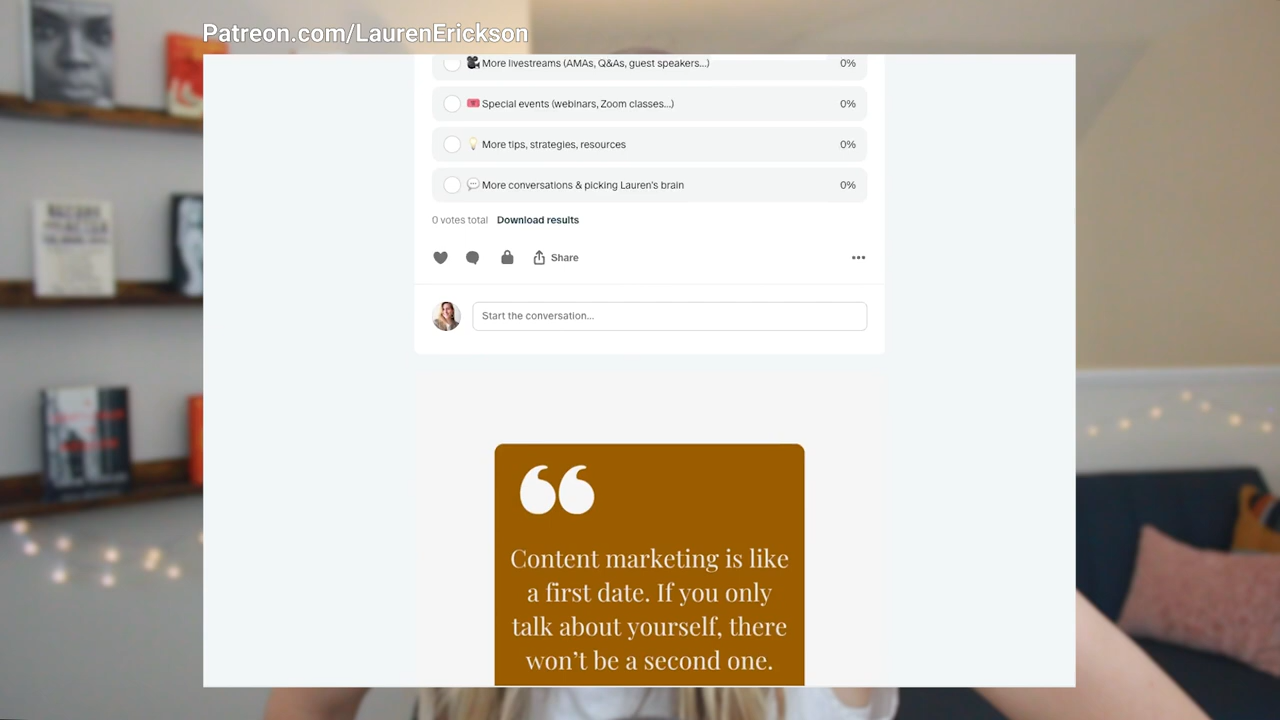 Patreon.com/LaurenErickson
More livestreams (AMAs, Q&As, guest speakers...) 0%
Special events (webinars, Zoom classes...) 0%
More tips, strategies, resources 0%
More conversations & picking Lauren's brain 0%
0 votes total Download results
Share
Start the conversation...
Content marketing is like
a first date. If you only
talk about yourself, there
won't be a second one.